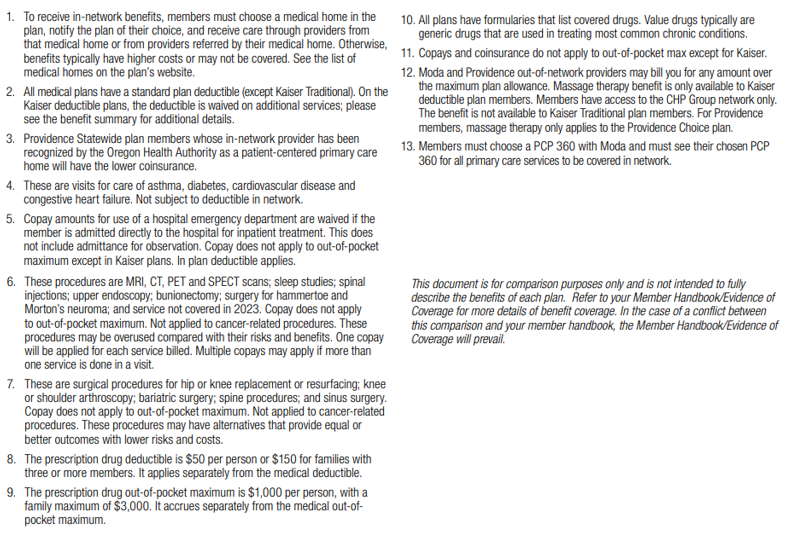 1. To receive in-network benefits, members must choose a medical home in the
plan, notify the plan of their choice, and receive care through providers from
that medical home or from providers referred by their medical home. Otherwise,
benefits typically have higher costs or may not be covered. See the list of
medical homes on the plan's website.
2. All medical plans have a standard plan deductible (except Kaiser Traditional). On the
Kaiser deductible plans, the deductible is waived on additional services; please
see the benefit summary for additional details.
3. Providence Statewide plan members whose in-network provider has been
recognized by the Oregon Health Authority as a patient-centered primary care
home will have the lower coinsurance.
4. These are visits for care of asthma, diabetes, cardiovascular disease and
congestive heart failure. Not subject to deductible in network.
5. Copay amounts for use of a hospital emergency department are waived if the
member is admitted directly to the hospital for inpatient treatment. This does
not include admittance for observation. Copay does not apply to out-of-pocket
maximum except in Kaiser plans. In plan deductible applies.
6. These procedures are MRI, CT, PET and SPECT scans; sleep studies; spinal
injections; upper endoscopy; bunionectomy; surgery for hammertoe and
Morton's neuroma; and service not covered in 2023. Copay does not apply
to out-of-pocket maximum. Not applied to cancer-related procedures. These
procedures may be overused compared with their risks and benefits. One copay
will be applied for each service billed. Multiple copays may apply if more than
one service is done in a visit.
7. These are surgical procedures for hip or knee replacement or resurfacing; knee
or shoulder arthroscopy; bariatric surgery; spine procedures; and sinus surgery.
Copay does not apply to out-of-pocket maximum. Not applied to cancer-related
procedures. These procedures may have alternatives that provide equal or
better outcomes with lower risks and costs.
8. The prescription drug deductible is $50 per person or $150 for families with
three or more members. It applies separately from the medical deductible.
9. The prescription drug out-of-pocket maximum is $1,000 per person, with a
family maximum of $3,000. It accrues separately from the medical out-of-
pocket maximum.
10. All plans have formularies that list covered drugs. Value drugs typically are
generic drugs that are used in treating most common chronic conditions.
11. Copays and coinsurance do not apply to out-of-pocket max except for Kaiser.
12. Moda and Providence out-of-network providers may bill you for any amount over
the maximum plan allowance. Massage therapy benefit is only available to Kaiser
deductible plan members. Members have access to the CHP Group network only.
The benefit is not available to Kaiser Traditional plan members. For Providence
members, massage therapy only applies to the Providence Choice plan.
13. Members must choose a PCP 360 with Moda and must see their chosen PCP
360 for all primary care services to be covered in network.
This document is for comparison purposes only and is not intended to fully
describe the benefits of each plan. Refer to your Member Handbook/Evidence of
Coverage for more details of benefit coverage. In the case of a conflict between
this comparison and your member handbook, the Member Handbook/Evidence of
Coverage will prevail.